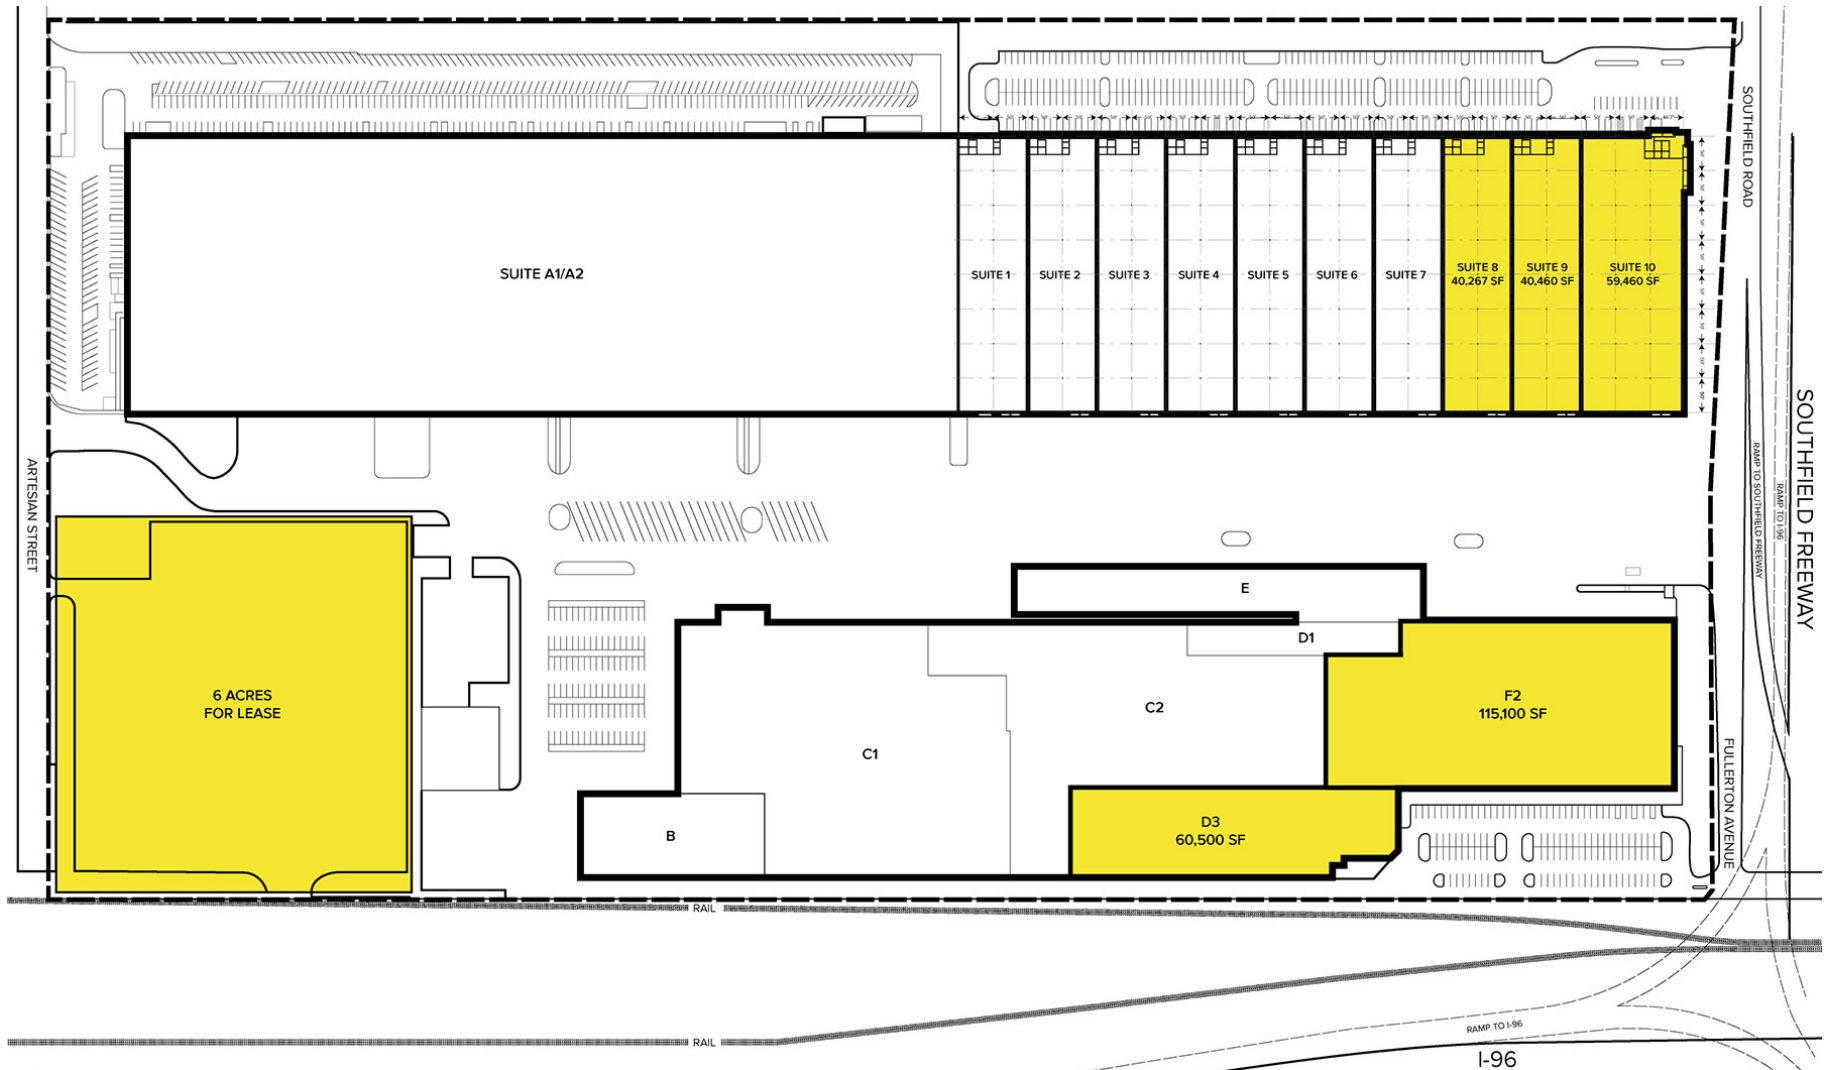 SOUTHFIELD ROAD
SUITE A1/A2
SUITE 1
SUITE 2
SUITE 3
SUITE 4
SUITE 5
SUITE 6
SUITE 7
SUITE 8
40,267 SF
SUITE 9
40,460 SF
SUITE 10
59,460 SF
SOUTHFIELD FREEWAY
RAMP TO SOUTHFIELD FREEWAY
RAMP TO I-96
ARTESIAN STREET
E
D1
6 ACRES
FOR LEASE
C2
F2
115,100 SF
C1
FULLERTON AVENUE
B
D3
60,500 SF
RAIL
RAIL
RAMP TO I-96
I-96